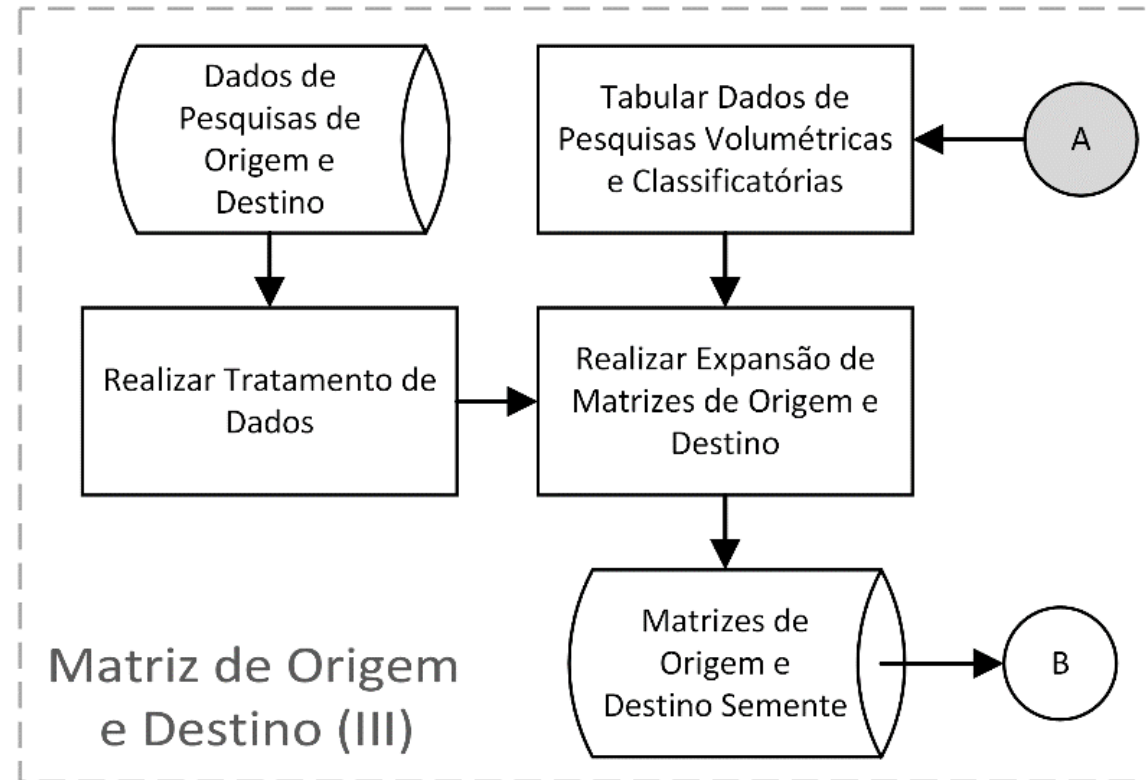 Dados de
Pesquisas de
Origem e
Destino
Tabular Dados de
Pesquisas Volumétricas
e Classificatórias
A
Realizar Tratamento de
Dados
Realizar Expansão de
Matrizes de Origem e
Destino
Matrizes de
Origem e
Destino Semente
B
Matriz de Origem
e Destino (III)